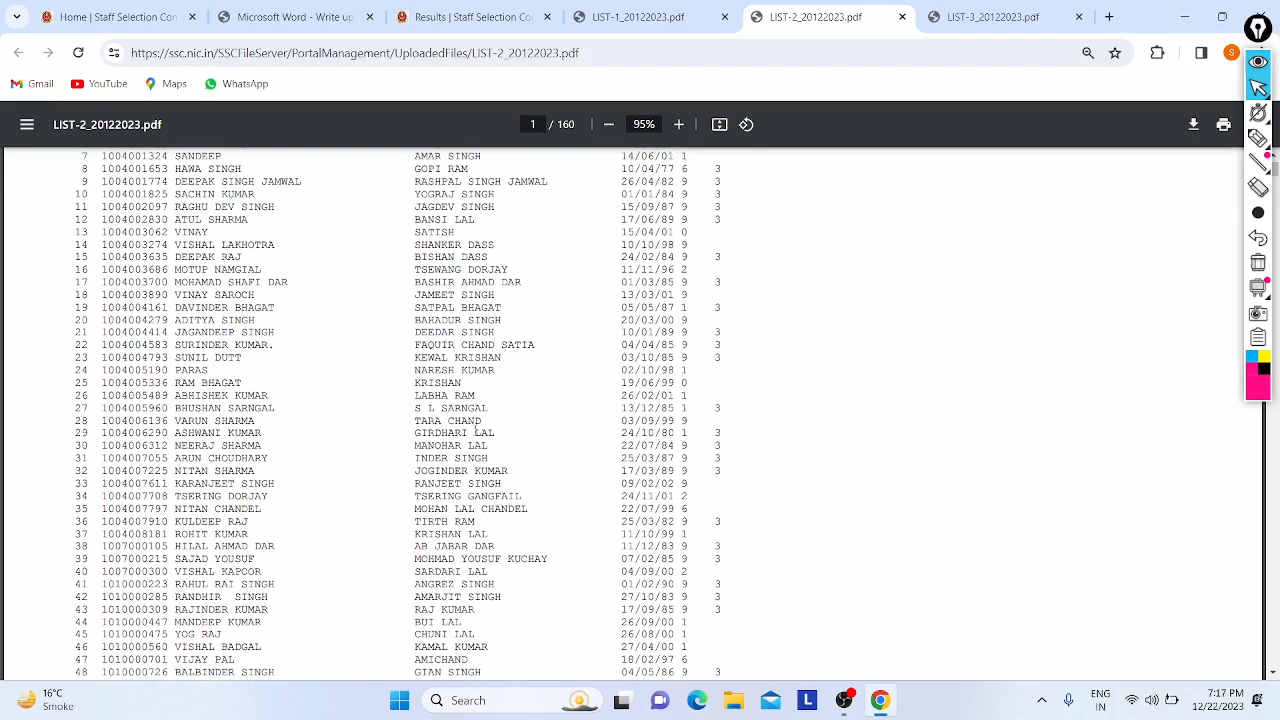 Staff Selection Con
Microsoft Word - Write up
Results | Staff Selection Co
LIST-1_20122023.pdf
LIST-2_20122023.pdf
LIST-3_20122023.pdf
https://ssc.nic.in/SSCFileServer/PortalManagement/UploadedFiles/LIST-2_20122023.pdf
S
Gmail YouTube Maps WhatsApp
LIST-2_20122023.pdf 1 / 160 95%
7 1004001324 SANDEEP AMAR SINGH 14/06/01 1
8 1004001653 HAWA SINGH GOPI RAM 10/04/77 6 3
9 1004001774 DEEPAK SINGH JAMWAL RASHPAL SINGH JAMWAL 26/04/82 9 3
10 1004001825 SACHIN KUMAR YOGRAJ SINGH 01/01/84 9 3
11 1004002097 RAGHU DEV SINGH JAGDEV SINGH 15/09/87 9 3
12 1004002830 ATUL SHARMA BANSI LAL 17/06/89 9 3
13 1004003062 VINAY SATISH 15/04/01 0
14 1004003274 VISHAL LAKHOTRA SHANKER DASS 10/10/98 9
15 1004003635 DEEPAK RAJ BISHAN DASS 24/02/84 9 3
16 1004003686 MOTUP NAMGIAL TSEWANG DORJAY 11/11/96 2
17 1004003700 MOHAMAD SHAFI DAR BASHIR AHMAD DAR 01/03/85 9 3
18 1004003890 VINAY SAROCH JAMEET SINGH 13/03/01 9
19 1004004161 DAVINDER BHAGAT SATPAL BHAGAT 05/05/87 1 3
20 1004004279 ADITYA SINGH BAHADUR SINGH 20/03/00 9
21 1004004414 JAGANDEEP SINGH DEEDAR SINGH 10/01/89 9 3
22 1004004583 SURINDER KUMAR. FAQUIR CHAND SATIA 04/04/85 9 3
23 1004004793 SUNIL DUTT KEWAL KRISHAN 03/10/85 9 3
24 1004005190 PARAS NARESH KUMAR 02/10/98 1
25 1004005336 RAM BHAGAT KRISHAN 19/06/99 0
26 1004005489 ABHISHEK KUMAR LABHA RAM 26/02/01 1
27 1004005960 BHUSHAN SARNGAL S L SARNGAL 13/12/85 1 3
28 1004006136 VARUN SHARMA TARA CHAND 03/09/99 9
29 1004006290 ASHWANI KUMAR GIRDHARI LAL 24/10/80 1 3
30 1004006312 NEERAJ SHARMA MANOHAR LAL 22/07/84 9 3
31 1004007055 ARUN CHOUDHARY INDER SINGH 25/03/87 9 3
32 1004007225 NITAN SHARMA JOGINDER KUMAR 17/03/89 9 3
33 1004007611 KARANJEET SINGH RANJEET SINGH 09/02/02 9
34 1004007708 TSERING DORJAY TSERING GANGFAIL 24/11/01 2
35 1004007797 NITAN CHANDEL MOHAN LAL CHANDEL 22/07/99 6
36 1004007910 KULDEEP RAJ TIRTH RAM 25/03/82 9 3
37 1004008181 ROHIT KUMAR KRISHAN LAL 11/10/99 1
38 1007000105 HILAL AHMAD DAR AB JABAR DAR 11/12/83 9 3
39 1007000215 SAJAD YOUSUF MOHMAD YOUSUF KUCHAY 07/02/85 9 3
40 1007000300 VISHAL KAPOOR SARDARI LAL 04/09/00 2
41 1010000223 RAHUL RAI SINGH ANGREZ SINGH 01/02/90 9 3
42 1010000285 RANDHIR SINGH AMARJIT SINGH 27/10/83 9 3
43 1010000309 RAJINDER KUMAR RAJ KUMAR 17/09/85 9 3
44 1010000447 MANDEEP KUMAR BUI LAL 26/09/00 1
45 1010000475 YOG RAJ CHUNI LAL 26/08/00 1
46 1010000560 VISHAL BADGAL KAMAL KUMAR 27/04/00 1
47 1010000701 VIJAY PAL AMICHAND 18/02/97 6
48 1010000726 BALBINDER SINGH GIAN SINGH 04/05/86 9 3
16°C
Smoke
Search
L
ENG
IN
7:17 PM
12/22/2023